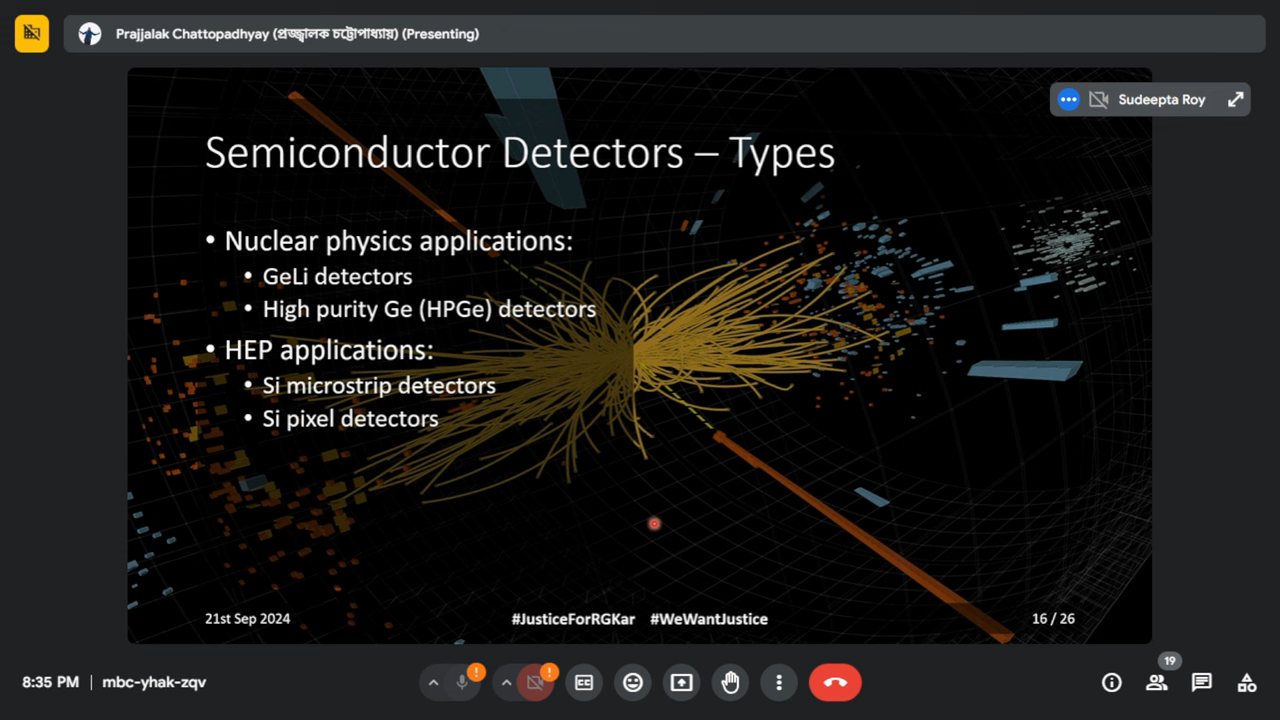 Prajjalak Chattopadhyay (প্রজ্জ্বালক চট্টোপাধ্যায়) (Presenting)
Sudeepta Roy
Semiconductor Detectors – Types
• Nuclear physics applications:
• GeLi detectors
• High purity Ge (HPGe) detectors
• HEP applications:
• Si microstrip detectors
• Si pixel detectors
21st Sep 2024 #JusticeForRGKar #WeWantJustice 16 / 26
19
8:35 PM | mbc-yhak-zqv